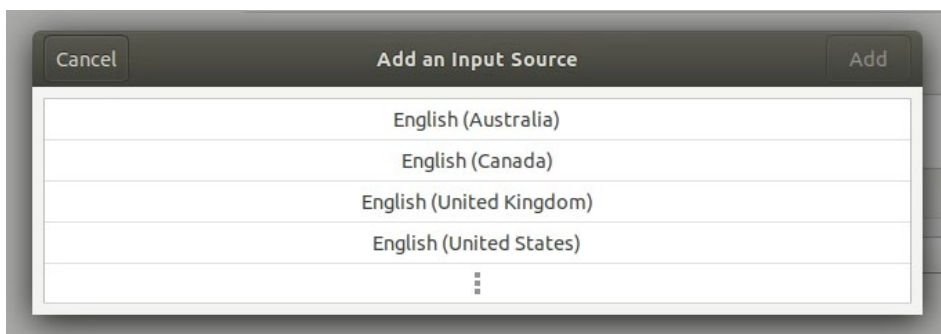 Cancel Add an Input Source Add
English (Australia)
English (Canada)
English (United Kingdom)
English (United States)